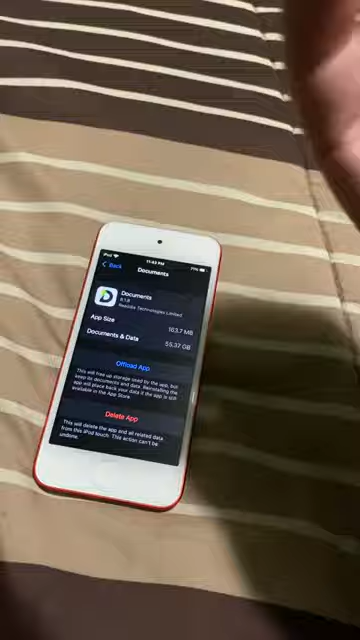 iPod
11:43 PM
71%
Back
Documents
Documents
Readdle Technologies Limited
App Size
163.7 MB
Documents & Data
55.37 GB
Offload App
This will free up storage used by the app, but
keep its documents and data. Reinstalling the
app will place back your data if the app is still
available in the App Store.
Delete App
This will delete the app and all related data
from this iPod touch. This action can't be
undone.